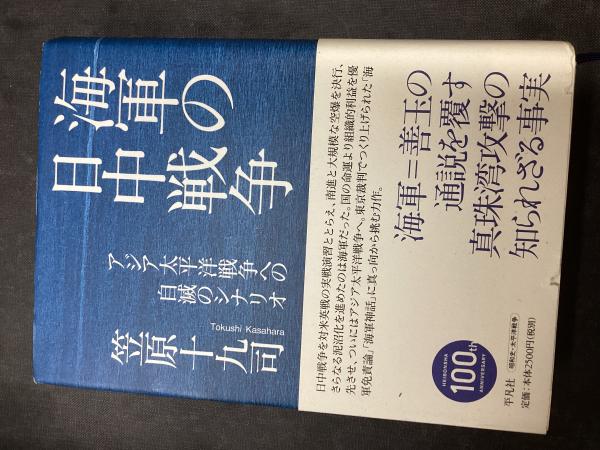 海軍の
日中戦争
アジア太平洋戦争への
自滅のシナリオ
Tokushi Kasahara
笠原十九司
海軍＝善玉の
通説を覆す
真珠湾攻撃の
知られざる事実
日中戦争を対米英戦の実戦演習ととらえ、南進と大規模な空爆を決行、
さらなる泥沼化を進めたのは海軍だった。国の命運より組織的利益を優
先させ、ついにはアジア太平洋戦争へ。東京裁判でつくり上げられた「海
軍免責論」「海軍神話」に真っ向から挑む力作。
HEIBONSHA
100th
ANNIVERSARY
平凡社
昭和史・太平洋戦争
定価：本体2500円（税別）